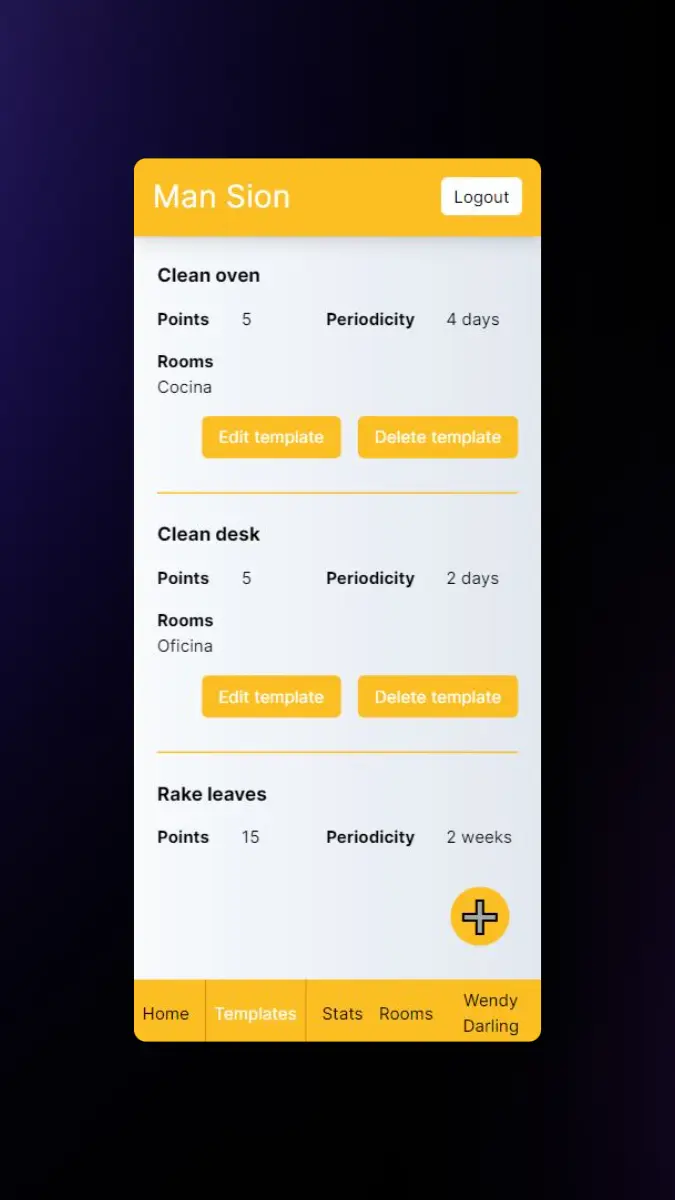 Man Sion
Logout
Clean oven
Points 5 Periodicity 4 days
Rooms
Cocina
Edit template Delete template
Clean desk
Points 5 Periodicity 2 days
Rooms
Oficina
Edit template Delete template
Rake leaves
Points 15 Periodicity 2 weeks
Home Templates Stats Rooms Wendy
Darling